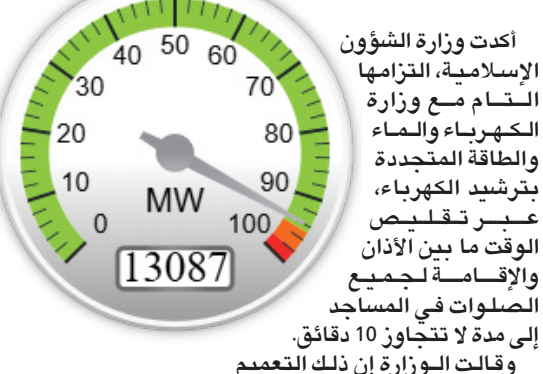 أكدت وزارة الشؤون
الإسلامية، التزامها
التام مع وزارة
الكهرباء والماء
والطاقة المتجددة
بترشيد الكهرباء،
عبر تقليص
الوقت ما بين الأذان
والإقامة لجميع
الصلوات في المساجد
إلى مدة لا تتجاوز 10 دقائق.
وقالت الوزارة إن ذلك التعميم
0
10
20
30
40
50
60
70
80
90
100
MW
13087